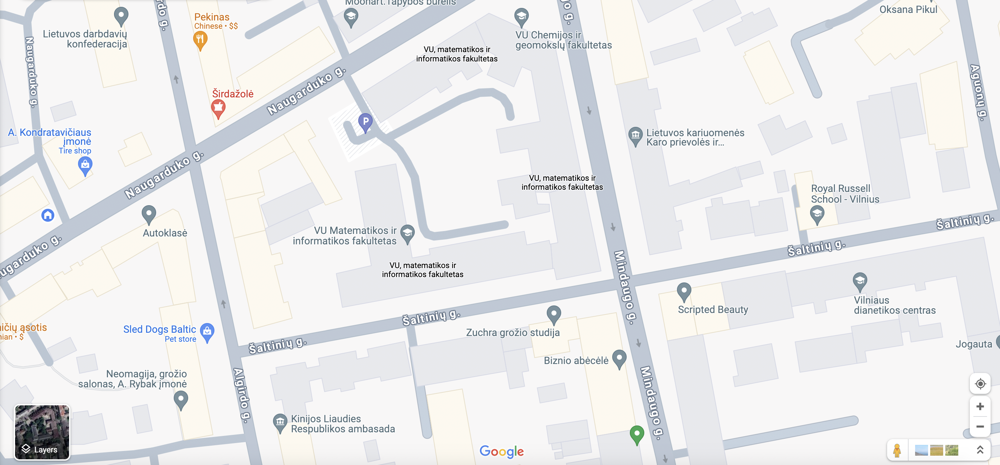 Moonart.Tapybos būrelis
Oksana Pikul
Pekinas
Chinese • $$
Lietuvos darbdavių
konfederacija
VU Chemijos ir
geomokslų fakultetas
VU, matematikos ir
informatikos fakultetas
Naugarduko g.
Aguonų g.
Širdažolė
Naugarduko g.
P
A. Kondratavičiaus
įmonė
Tire shop
Lietuvos kariuomenės
Karo prievolės ir...
Naugarduko g.
VU, matematikos ir
informatikos fakultetas
Royal Russell
School - Vilnius
Autoklasė
VU Matematikos ir
informatikos fakultetas
Šaltinių g.
Šaltinių g.
augarduko g.
VU, matematikos ir
informatikos fakultetas
Mindaugo g.
Vilniaus
dianetikos centras
Scripted Beauty
Šaltinių g.
Zuchra grožio studija
Sled Dogs Baltic
Pet store
Šaltinių g.
Jogauta
Biznio abėcėlė
Neomagija, grožio
salonas, A. Rybak įmonė
Algirdo g.
Mindaugo g.
Kinijos Liaudies
Respublikos ambasada
Layers
Google